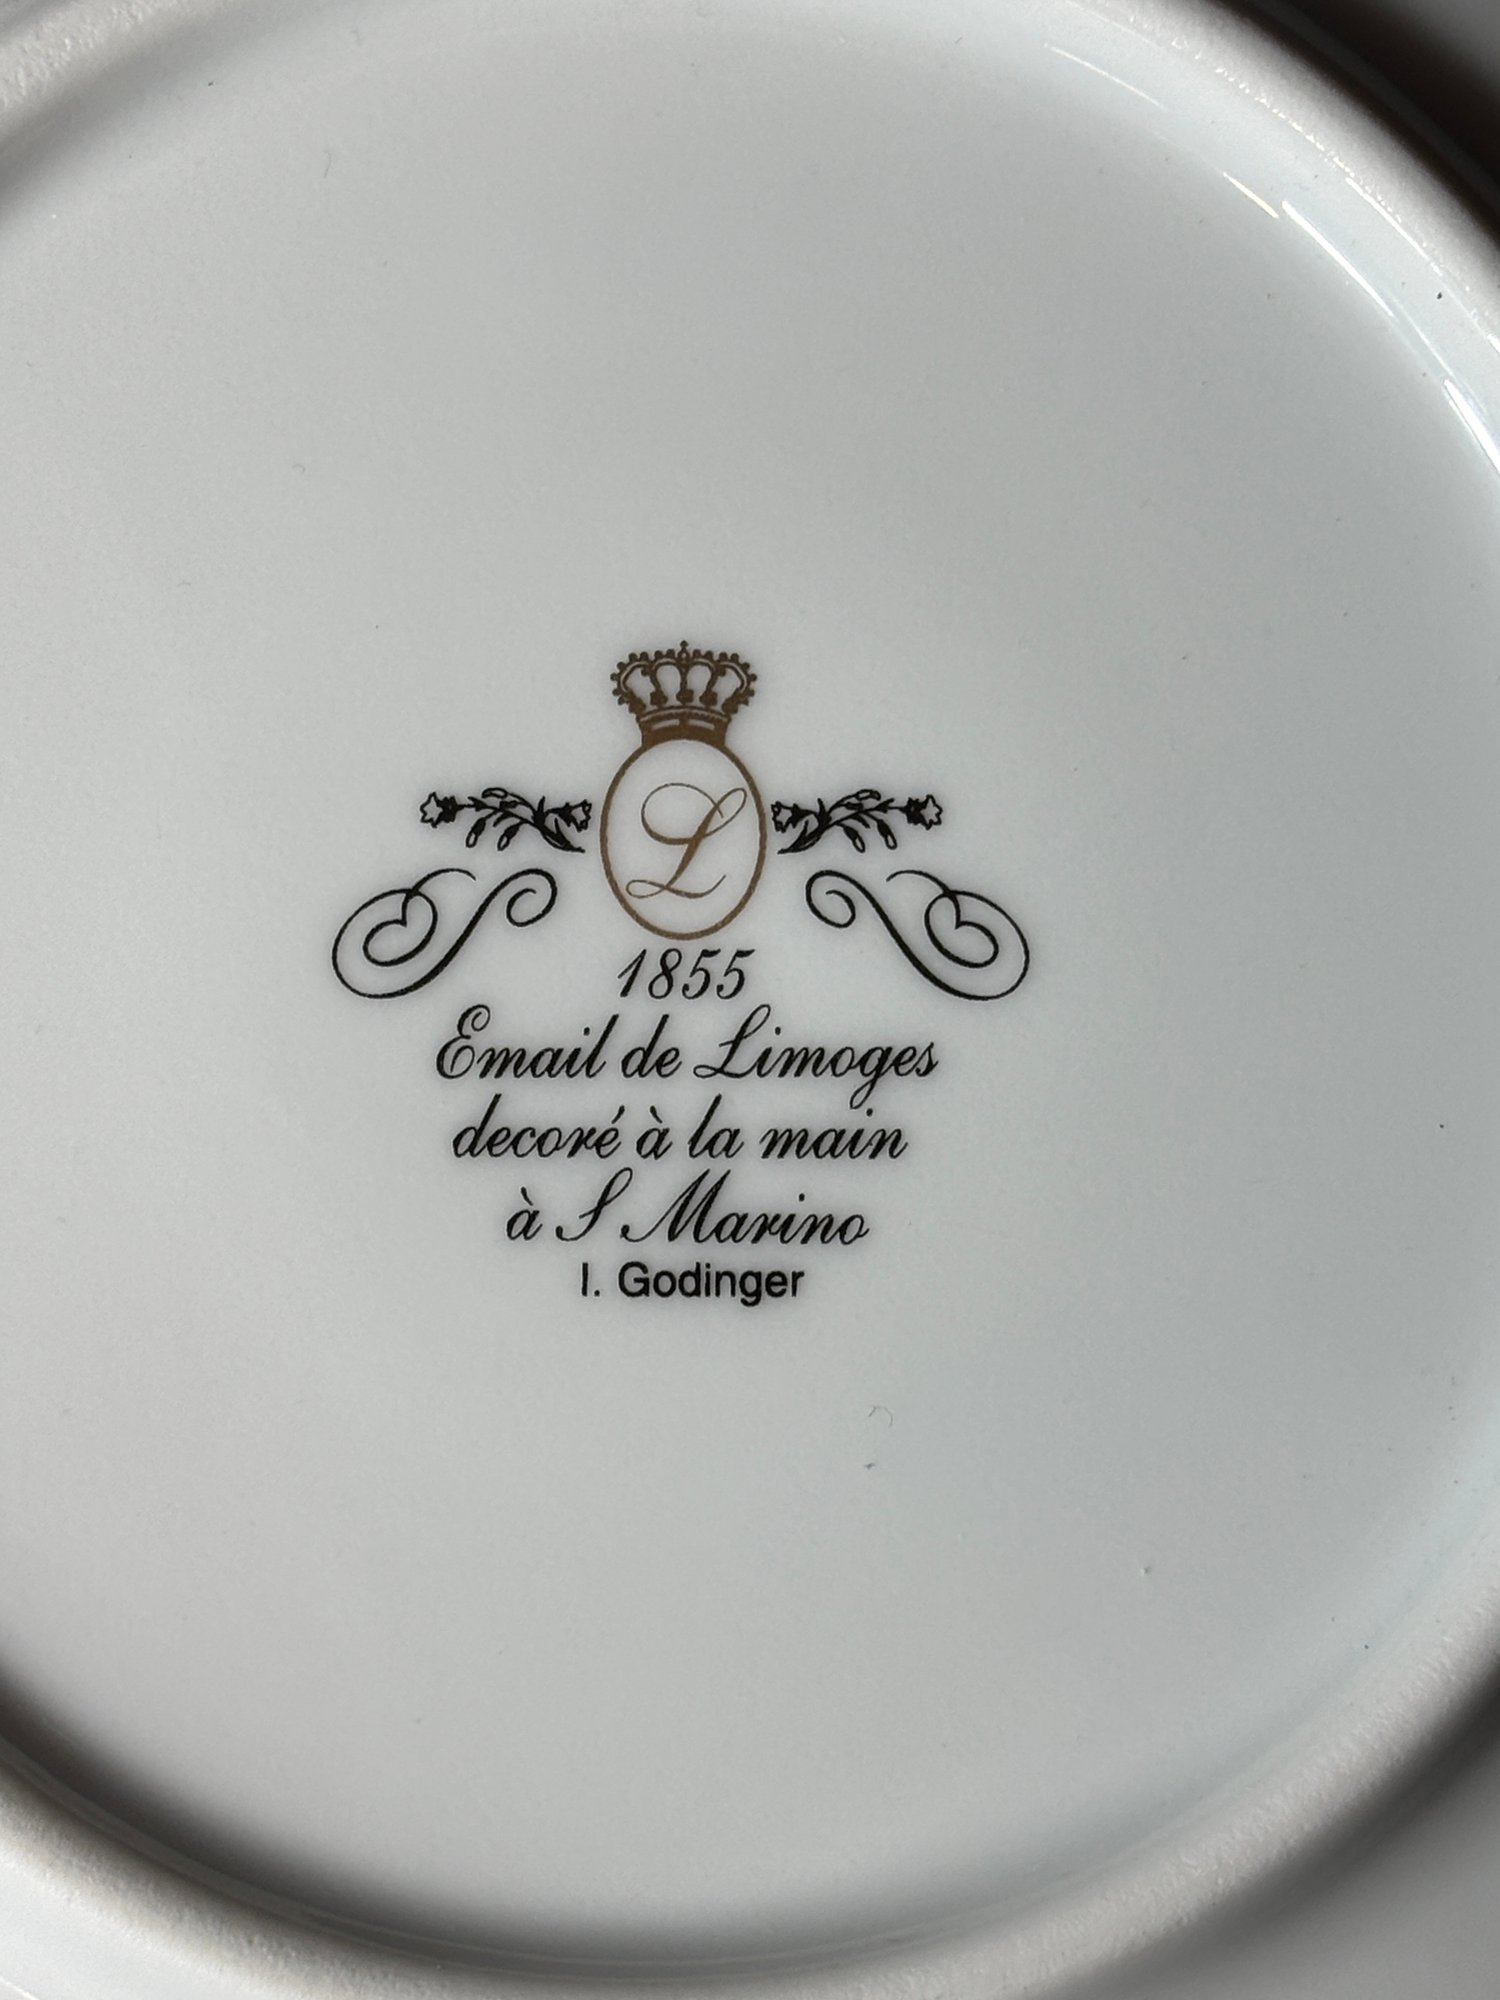 L
1855
Email de Limoges
decoré à la main
à S Marino
I. Godinger